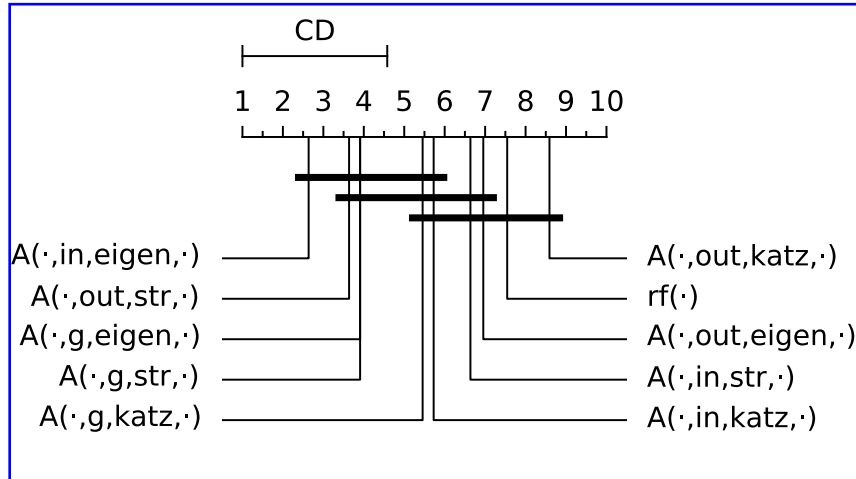 CD
1 2 3 4 5 6 7 8 9 10
A(·,in,eigen,·)
A(·,out,str,·)
A(·,g,eigen,·)
A(·,g,str,·)
A(·,g,katz,·)
A(·,out,katz,·)
rf(·)
A(·,out,eigen,·)
A(·,in,str,·)
A(·,in,katz,·)